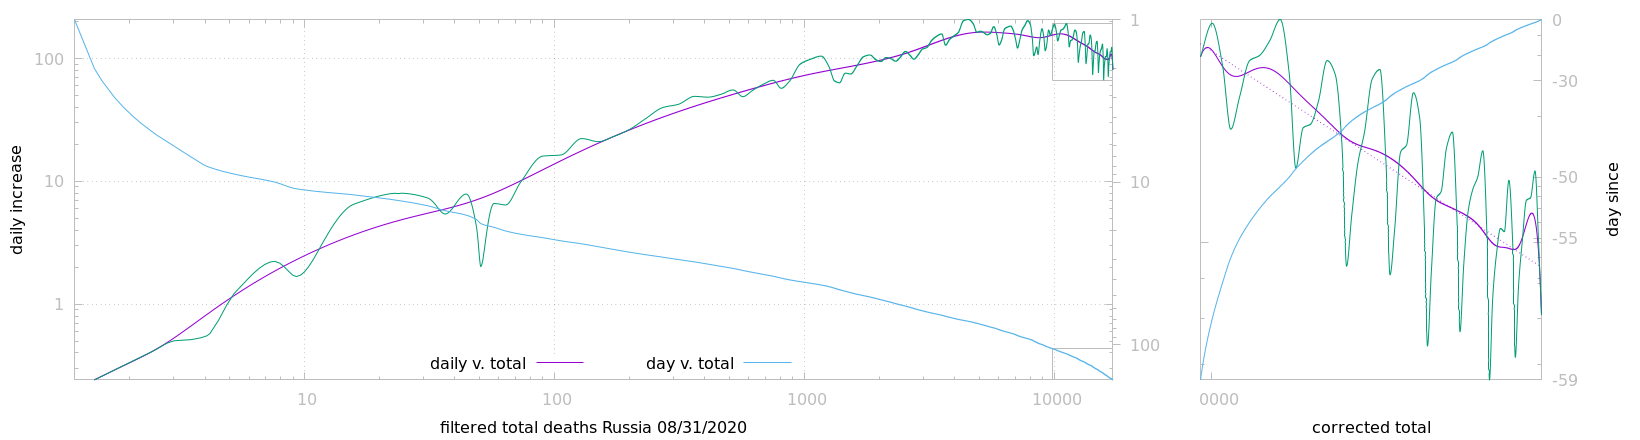 daily increase
100
10
1
10
100
1000
10000
1
10
100
daily v. total
day v. total
filtered total deaths Russia 08/31/2020
0
-30
-50
-55
-59
day since
0000
corrected total